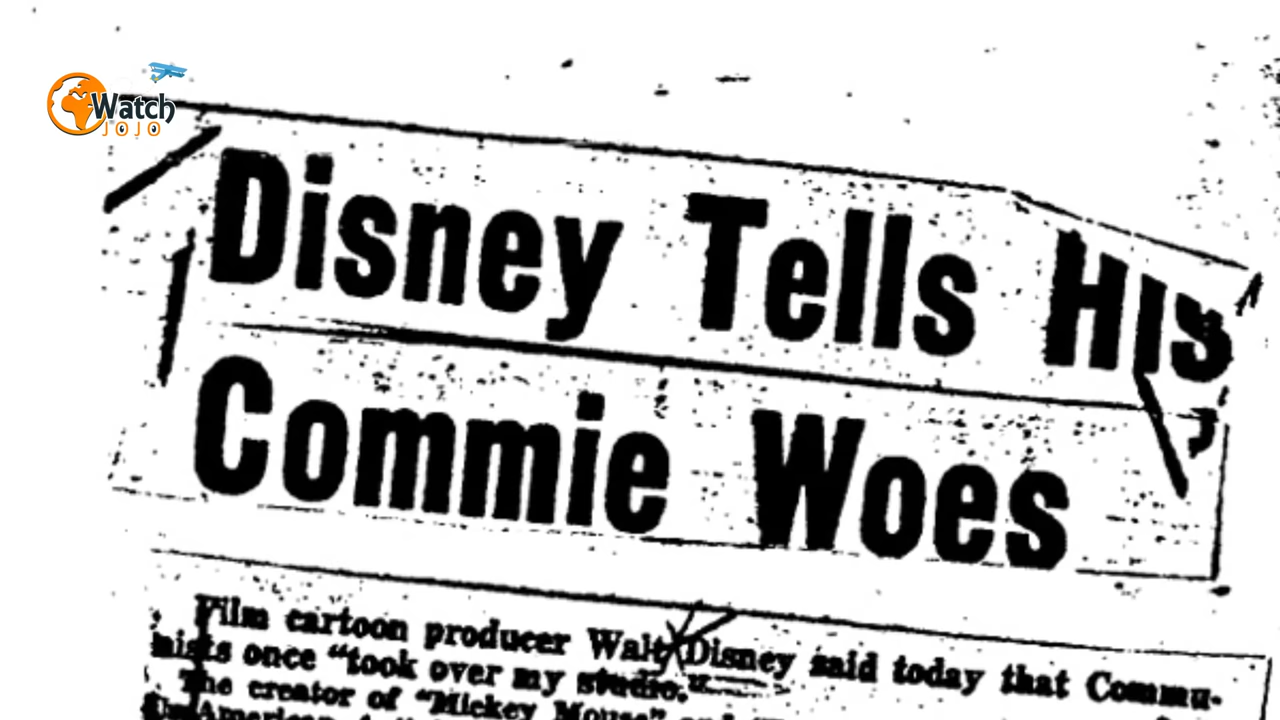 Watch
JOJO
Disney Tells His
Commie Woes
Film cartoon producer Walt Disney said today that Commu-
nists once "took over my studio."
The creator of "Mickey Mouse" and